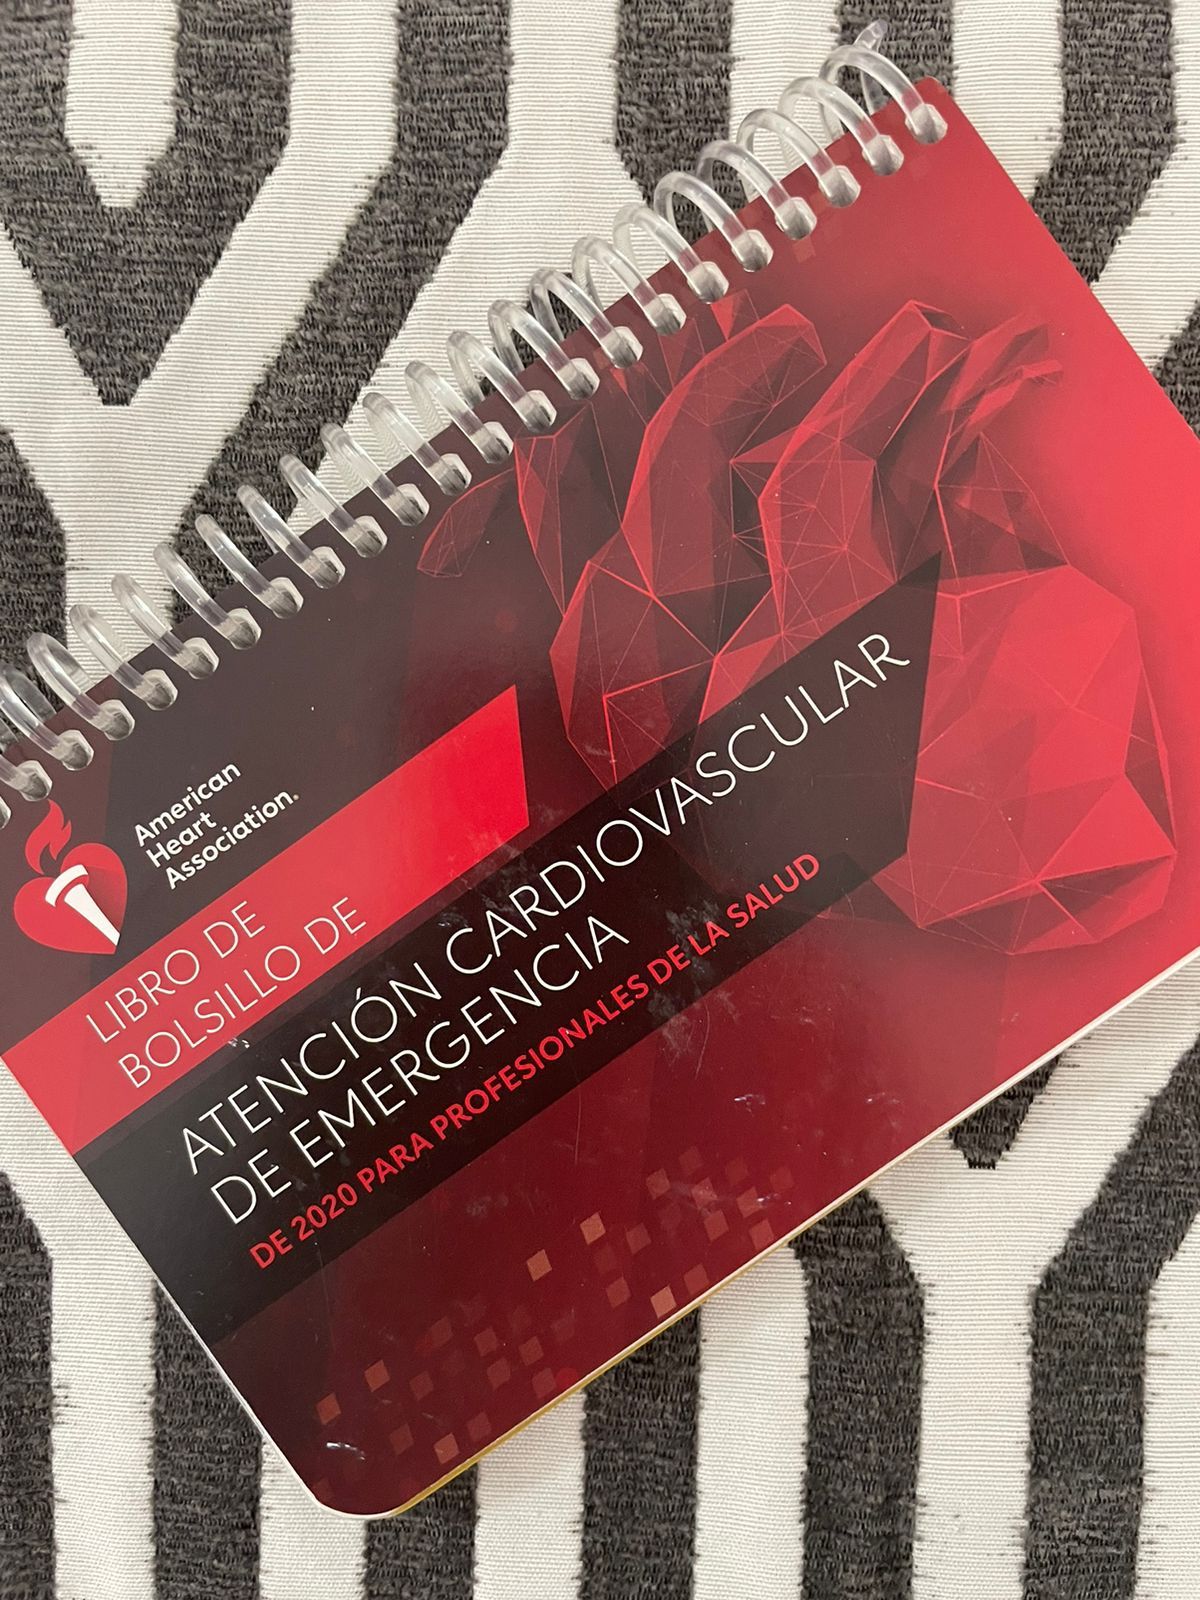 American
Heart
Association.
LIBRO DE
BOLSILLO DE
ATENCIÓN CARDIOVASCULAR
DE EMERGENCIA
DE 2020 PARA PROFESIONALES DE LA SALUD